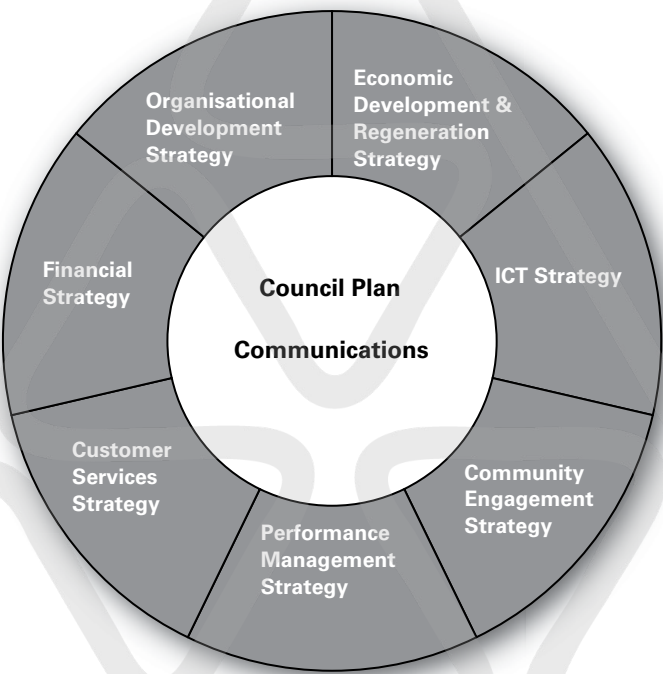 Organisational
Development
Strategy
Economic
Development &
Regeneration
Strategy
Financial
Strategy
Council Plan
Communications
ICT Strategy
Customer
Services
Strategy
Performance
Management
Strategy
Community
Engagement
Strategy